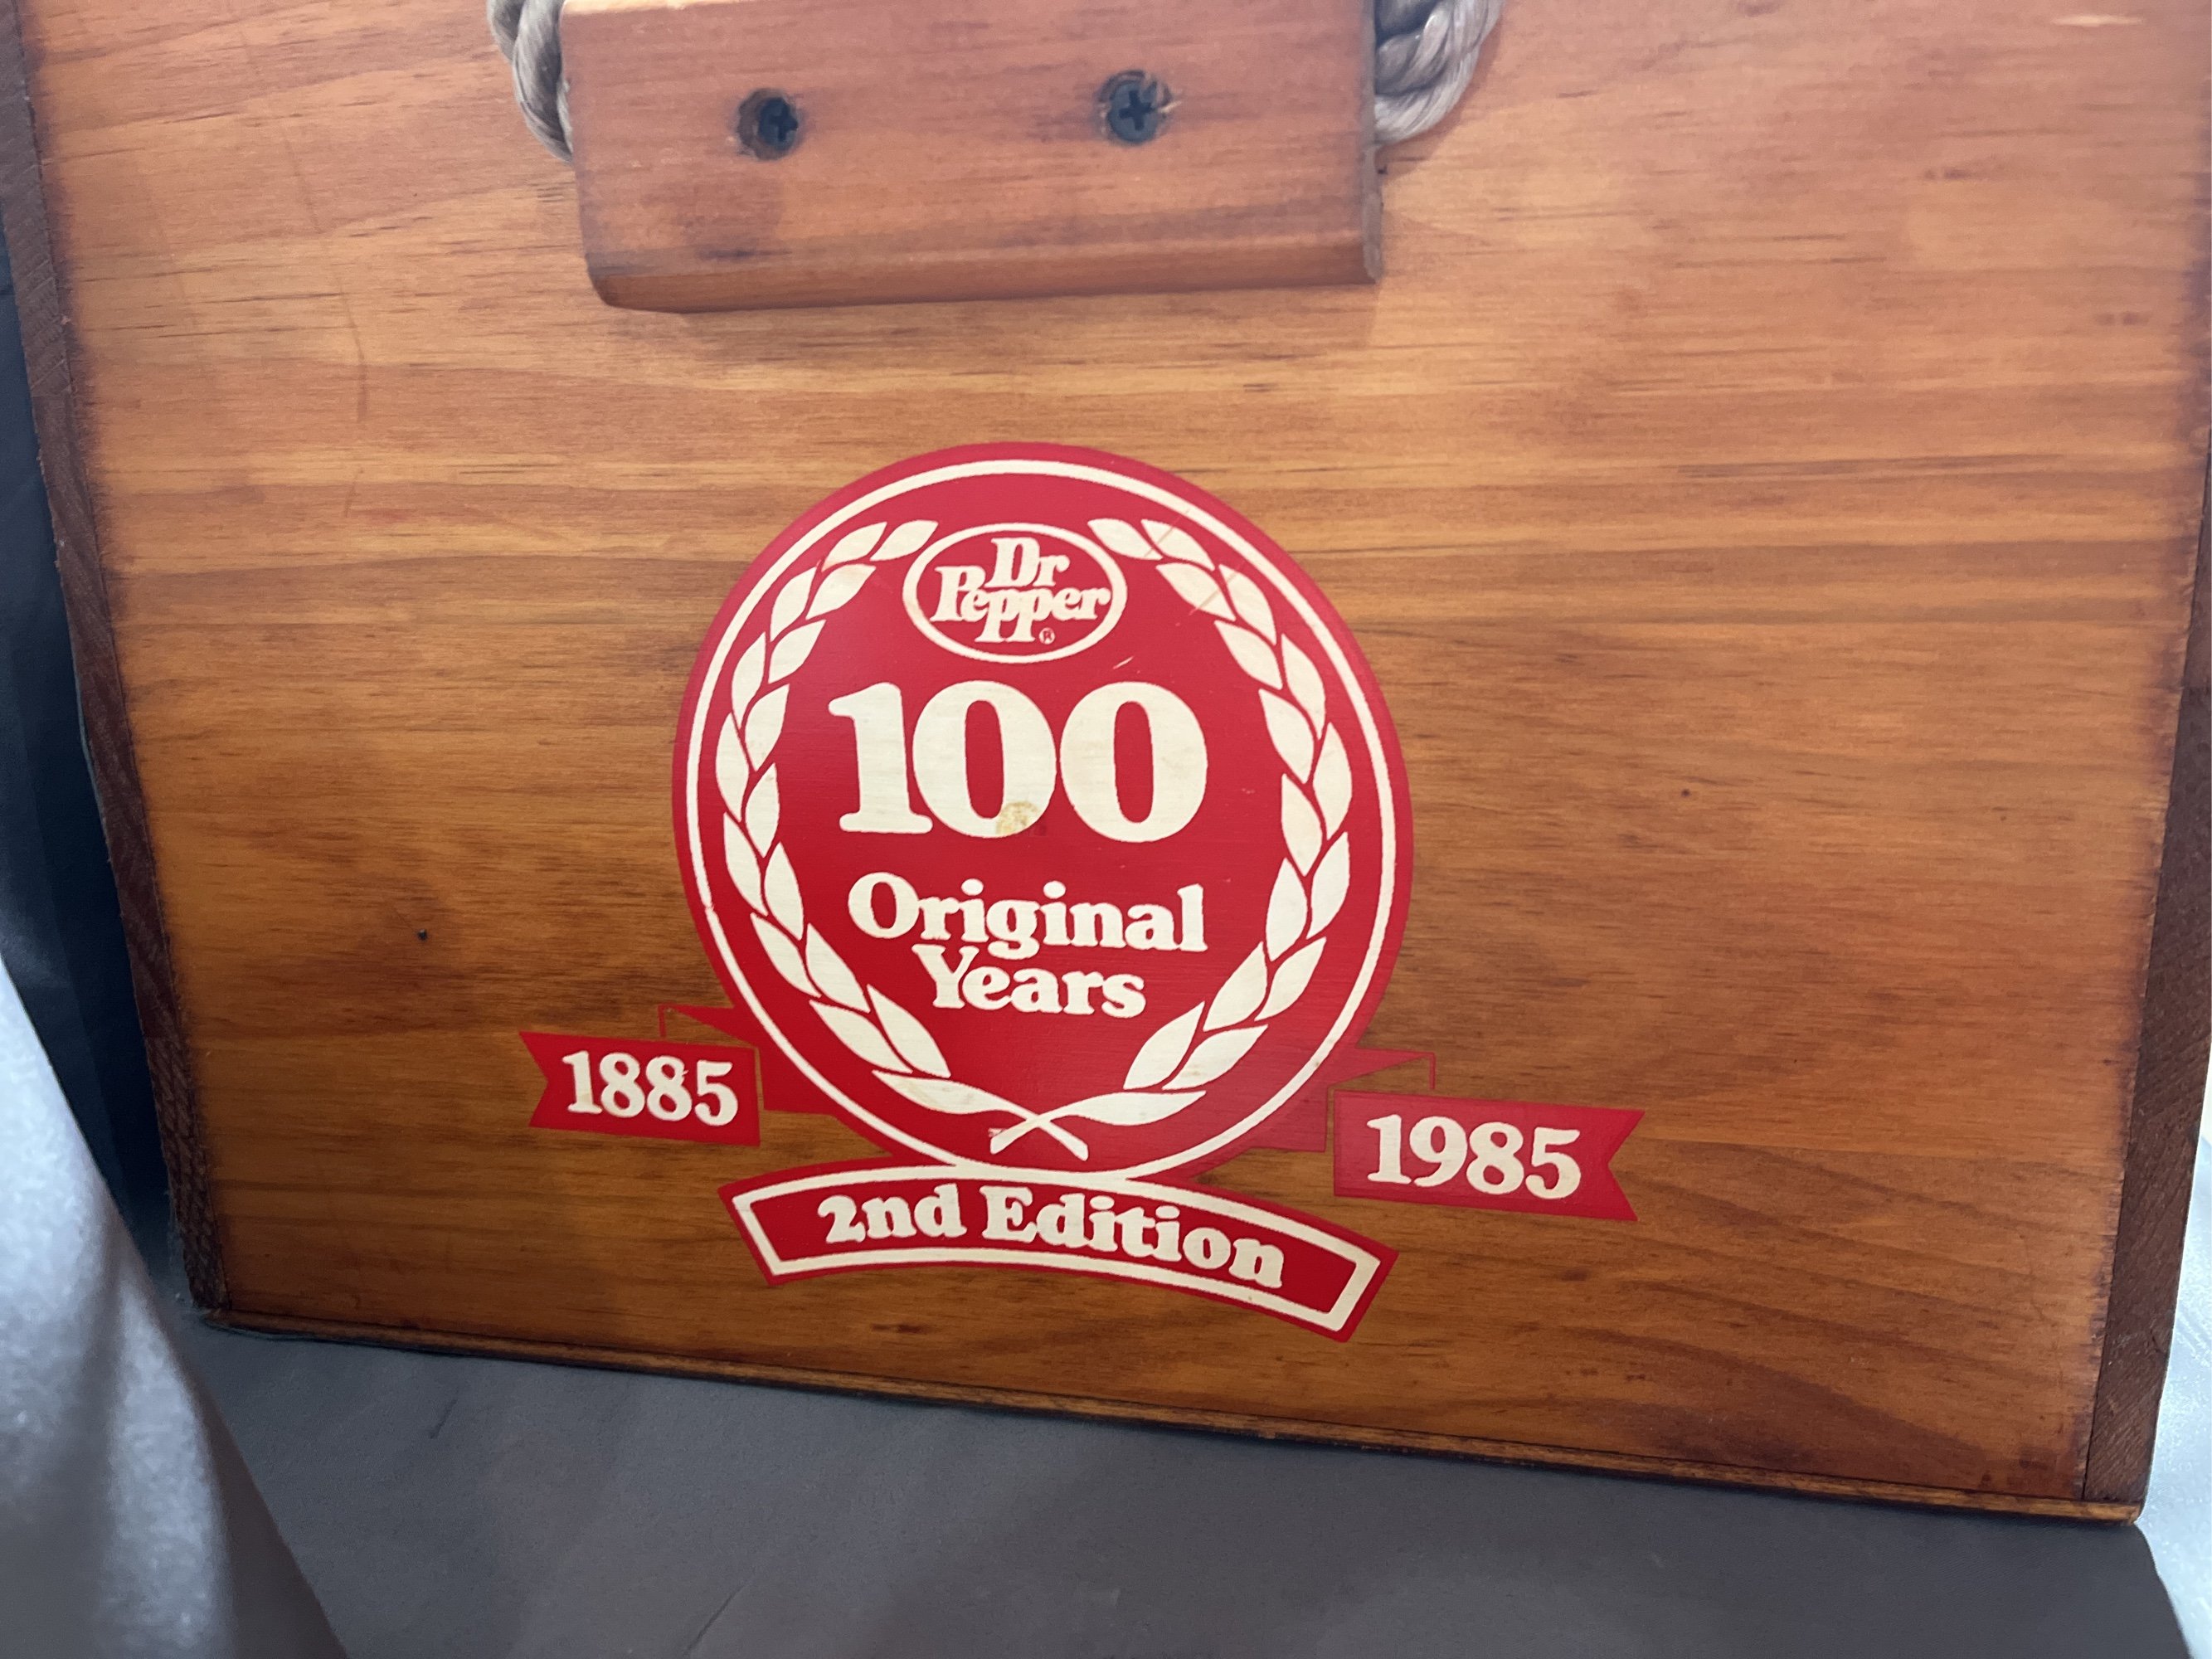 Dr
Pepper®
100
Original
Years
1885
1985
2nd Edition